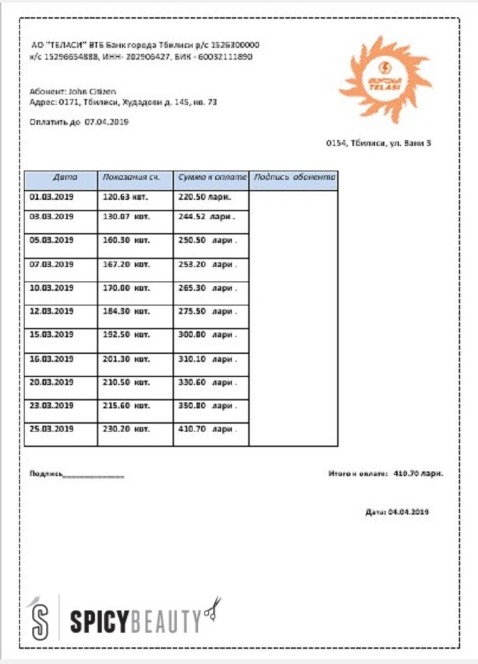 АО "ТЕЛАСИ" ВТБ Банк города Тбилиси р/с 1526300000
к/с 15296654888, ИНН- 202906427, БИК - 60032111890
TELASI
Абонент: John Citizen
Адрес: 0171, Тбилиси, Худадови д. 145, кв. 73
Оплатить до 07.04.2019
0154, Тбилиси, ул. Вани 3
Дата Показания сч. Сумма к оплате Подпись абонента
01.03.2019 120.63 квт. 220.50 лари.
03.03.2019 130.07 квт. 244.52 лари .
05.03.2019 160.30 квт. 250.50 лари .
07.03.2019 167.20 квт. 253.20 лари .
10.03.2019 170.00 квт. 265.30 лари .
12.03.2019 184.30 квт. 275.50 лари .
15.03.2019 192.50 квт. 300.80 лари .
16.03.2019 201.30 квт. 310.10 лари .
20.03.2019 210.50 квт. 330.60 лари .
23.03.2019 215.60 квт. 350.80 лари .
25.03.2019 230.20 квт. 410.70 лари .
Подпись______________ Итого к оплате: 410.70 лари.
Дата: 04.04.2019
SPICYBEAUTY